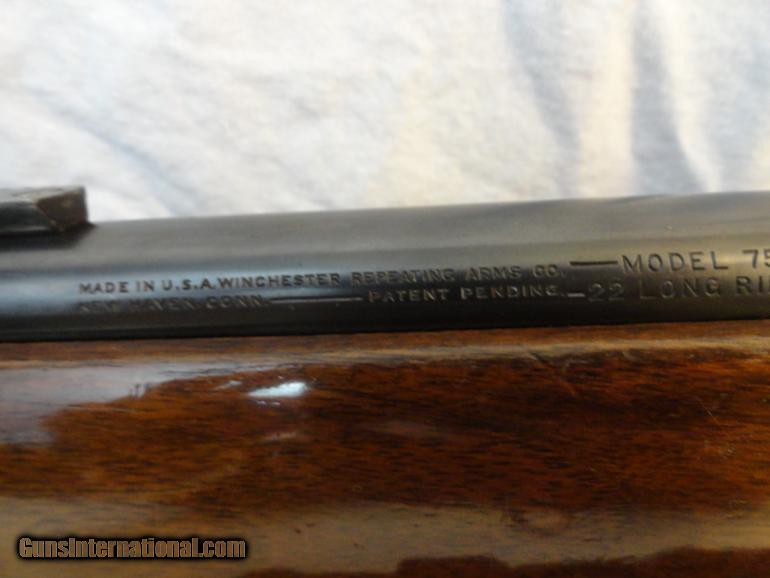 MADE IN U.S.A. WINCHESTER REPEATING ARMS CO. — MODEL 75
NEW HAVEN CONN. — PATENT PENDING. — 22 LONG RI
GunsInternational.com